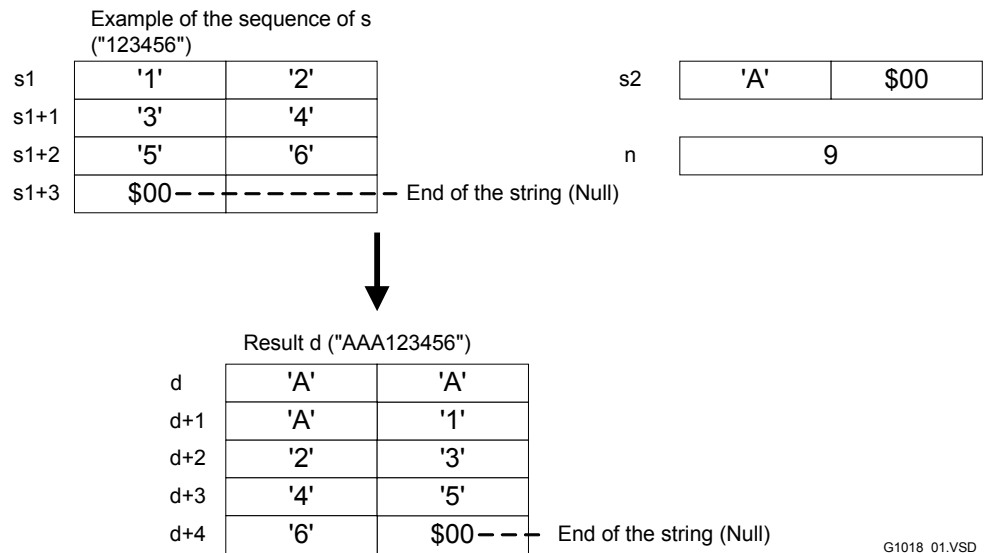 Example of the sequence of s
("123456")
s1 '1' '2'
s1+1 '3' '4'
s1+2 '5' '6'
s1+3 $00 End of the string (Null)
s2 'A' $00
n 9
Result d ("AAA123456")
d 'A' 'A'
d+1 'A' '1'
d+2 '2' '3'
d+3 '4' '5'
d+4 '6' $00 End of the string (Null)
G1018_01.VSD